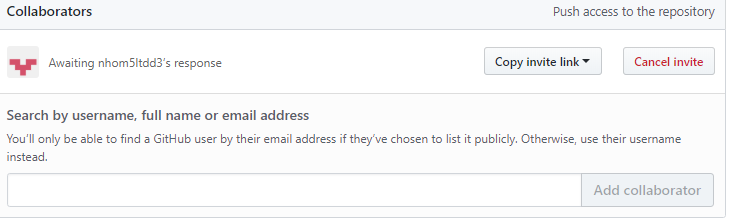 Collaborators
Push access to the repository
Awaiting nhom5ltdd3's response
Copy invite link
Cancel invite
Search by username, full name or email address
You'll only be able to find a GitHub user by their email address if they've chosen to list it publicly. Otherwise, use their username
instead.
Add collaborator